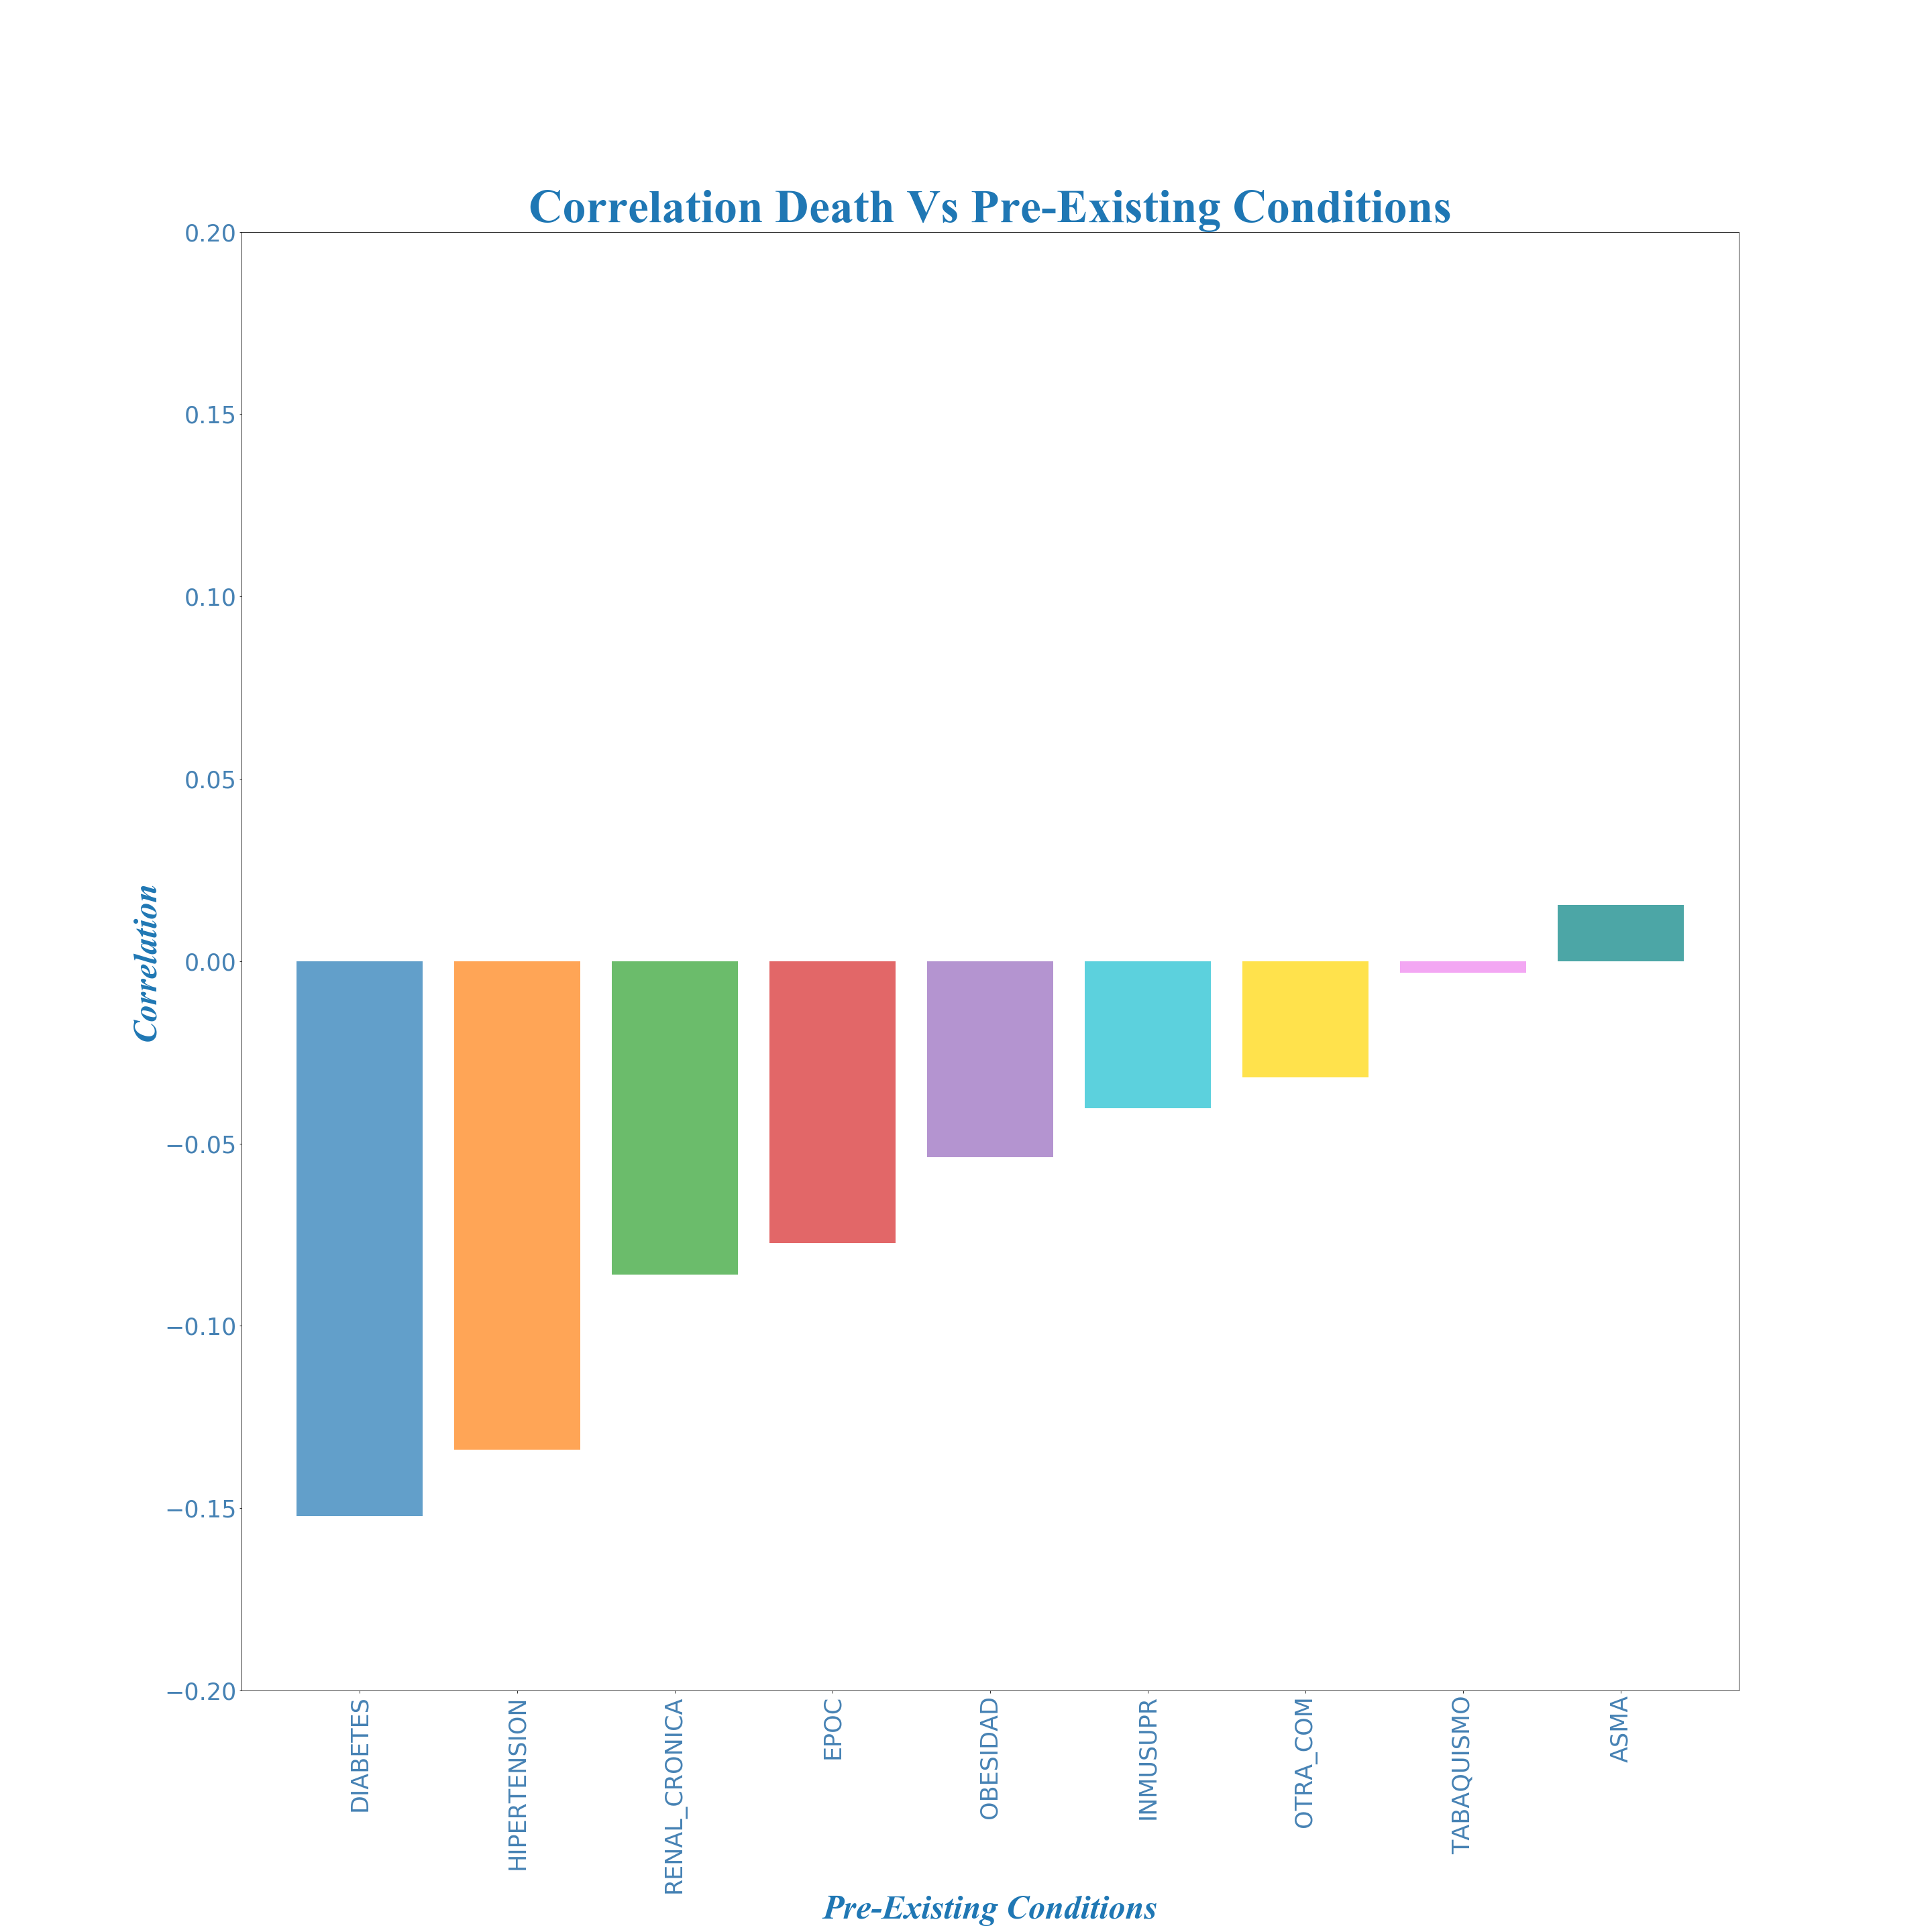 Correlation Death Vs Pre-Existing Conditions
0.20
0.15
0.10
0.05
0.00
−0.05
−0.10
−0.15
−0.20
Correlation
DIABETES
HIPERTENSION
RENAL_CRONICA
EPOC
OBESIDAD
INMUSUPR
OTRA_COM
TABAQUISMO
ASMA
Pre-Existing Conditions